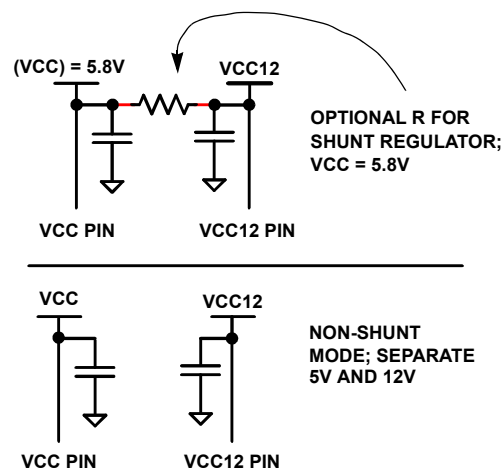 (VCC) = 5.8V
VCC12
OPTIONAL R FOR
SHUNT REGULATOR;
VCC = 5.8V
VCC PIN
VCC12 PIN
VCC
VCC12
NON-SHUNT
MODE; SEPARATE
5V AND 12V
VCC PIN
VCC12 PIN